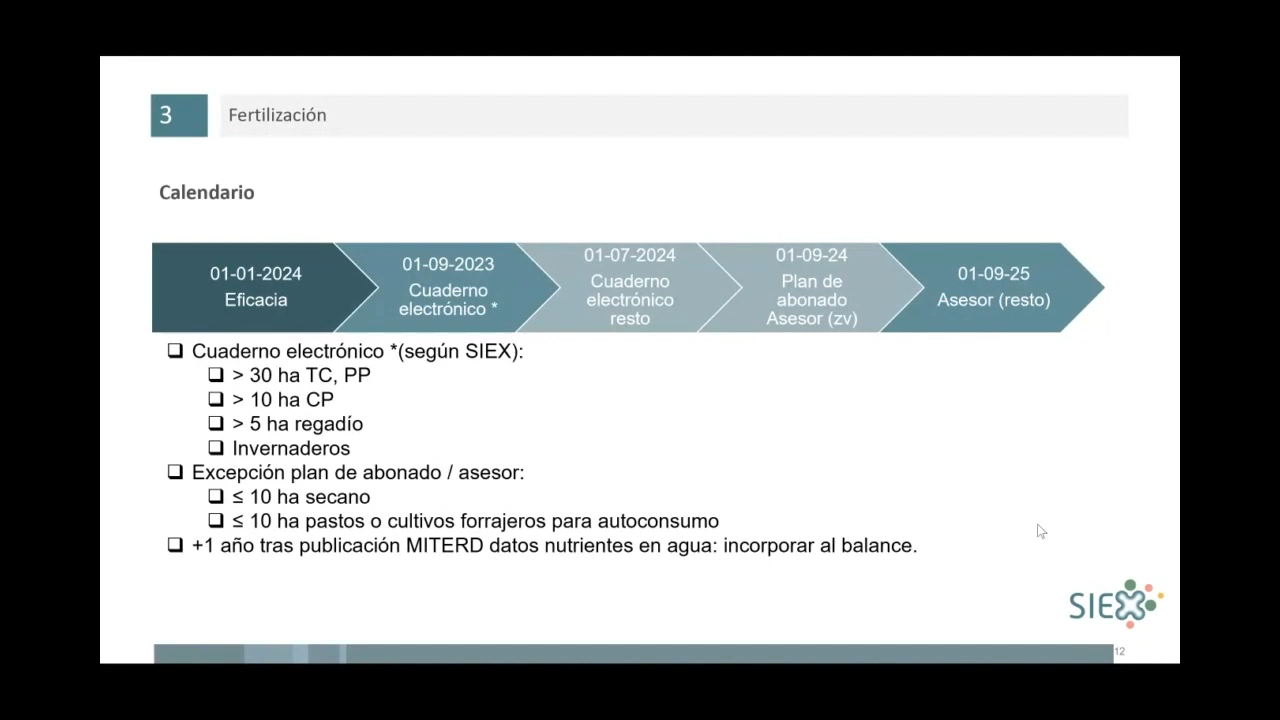 3
Fertilización
Calendario
01-01-2024
Eficacia
01-09-2023
Cuaderno
electrónico *
01-07-2024
Cuaderno
electrónico
resto
01-09-24
Plan de
abonado
Asesor (zv)
01-09-25
Asesor (resto)
Cuaderno electrónico *(según SIEX):
> 30 ha TC, PP
> 10 ha CP
> 5 ha regadío
Invernaderos
Excepción plan de abonado / asesor:
≤ 10 ha secano
≤ 10 ha pastos o cultivos forrajeros para autoconsumo
+1 año tras publicación MITERD datos nutrientes en agua: incorporar al balance.
SIEX
12